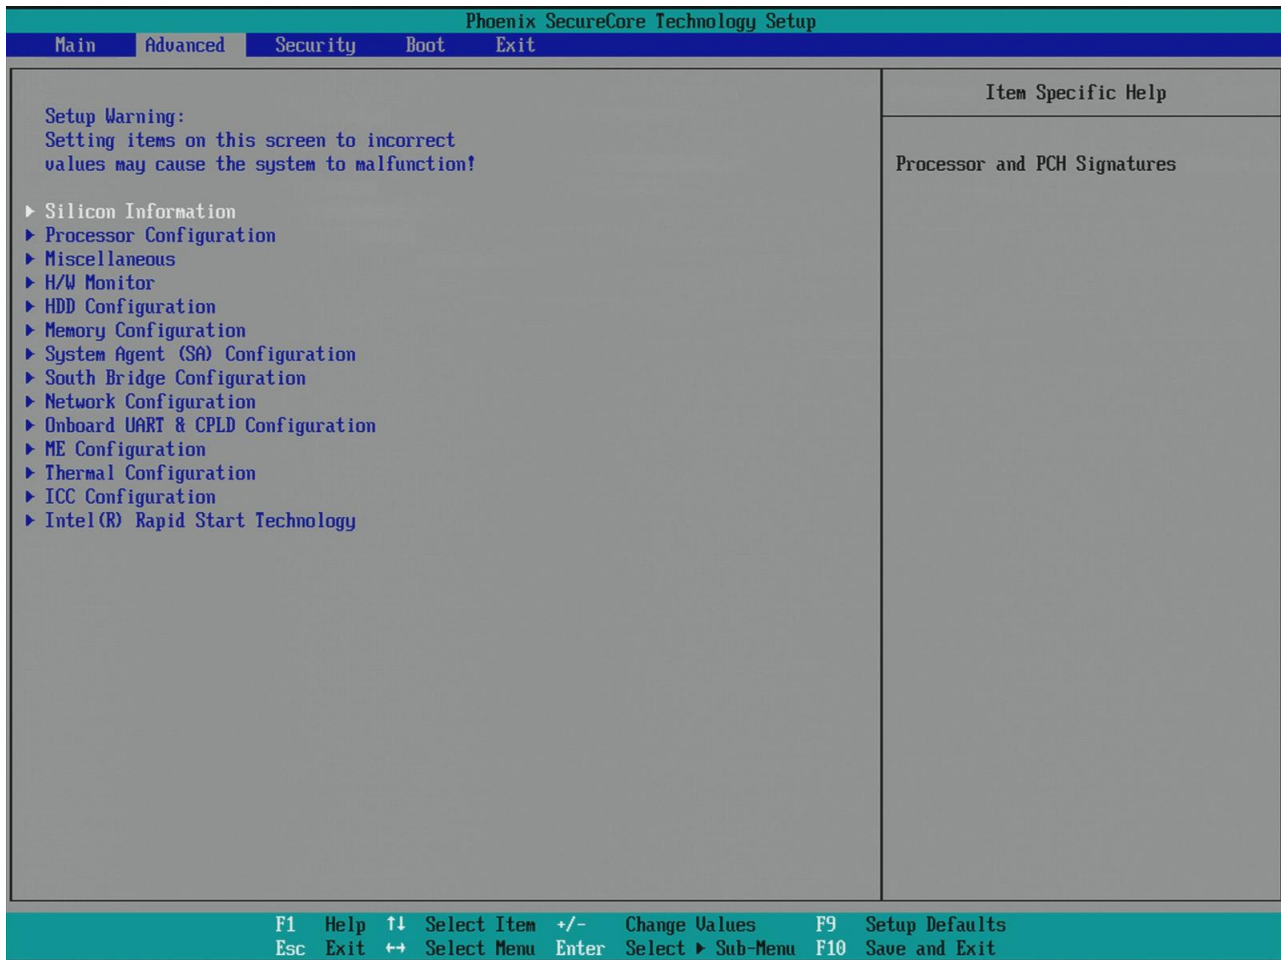 Phoenix SecureCore Technology Setup
Main Advanced Security Boot Exit
Item Specific Help
Setup Warning:
Setting items on this screen to incorrect
values may cause the system to malfunction!
Processor and PCH Signatures
Silicon Information
Processor Configuration
Miscellaneous
H/W Monitor
HDD Configuration
Memory Configuration
System Agent (SA) Configuration
South Bridge Configuration
Network Configuration
Onboard UART & CPLD Configuration
ME Configuration
Thermal Configuration
ICC Configuration
Intel(R) Rapid Start Technology
F1 Help ↑↓ Select Item +/- Change Values F9 Setup Defaults
Esc Exit ↔ Select Menu Enter Select ▶ Sub-Menu F10 Save and Exit